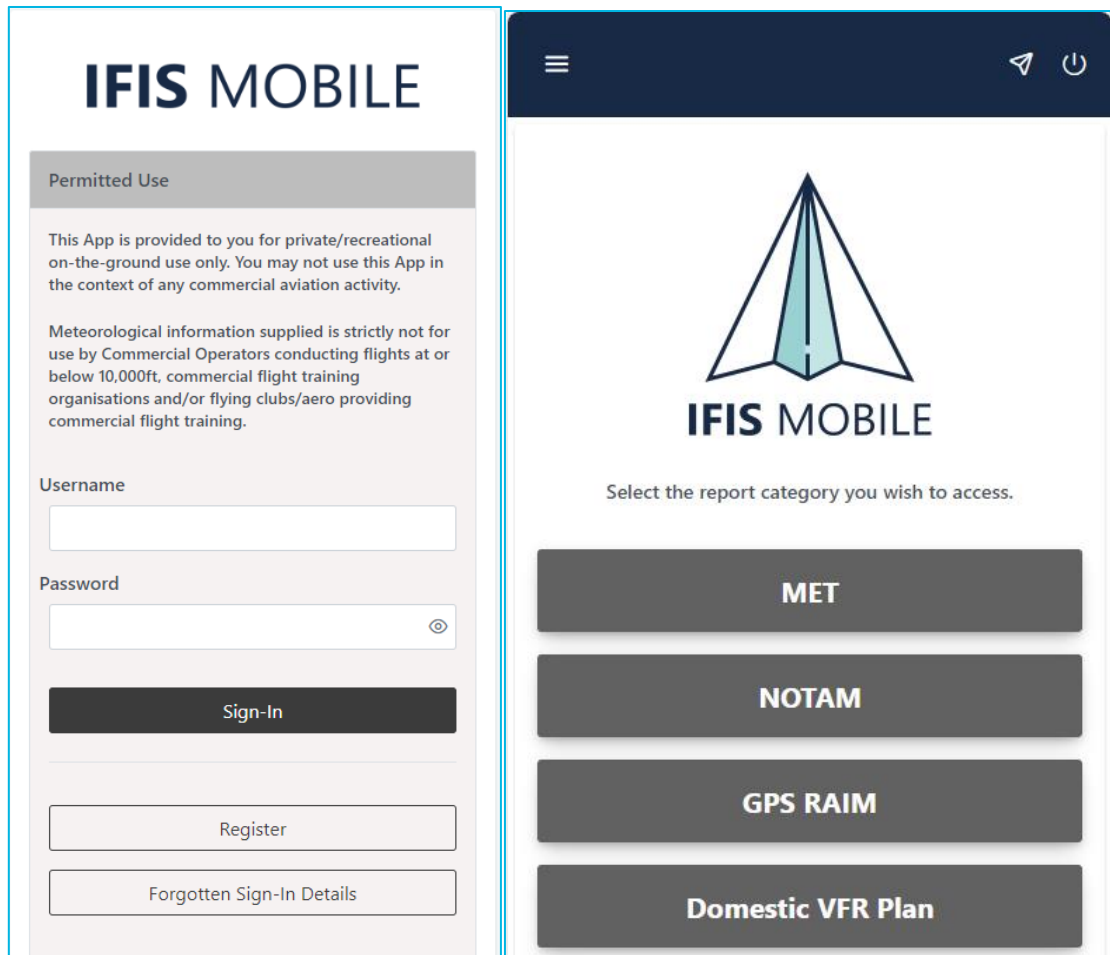 IFIS MOBILE
Permitted Use
This App is provided to you for private/recreational
on-the-ground use only. You may not use this App in
the context of any commercial aviation activity.
Meteorological information supplied is strictly not for
use by Commercial Operators conducting flights at or
below 10,000ft, commercial flight training
organisations and/or flying clubs/aero providing
commercial flight training.
Username
Password
Sign-In
Register
Forgotten Sign-In Details
IFIS MOBILE
Select the report category you wish to access.
MET
NOTAM
GPS RAIM
Domestic VFR Plan